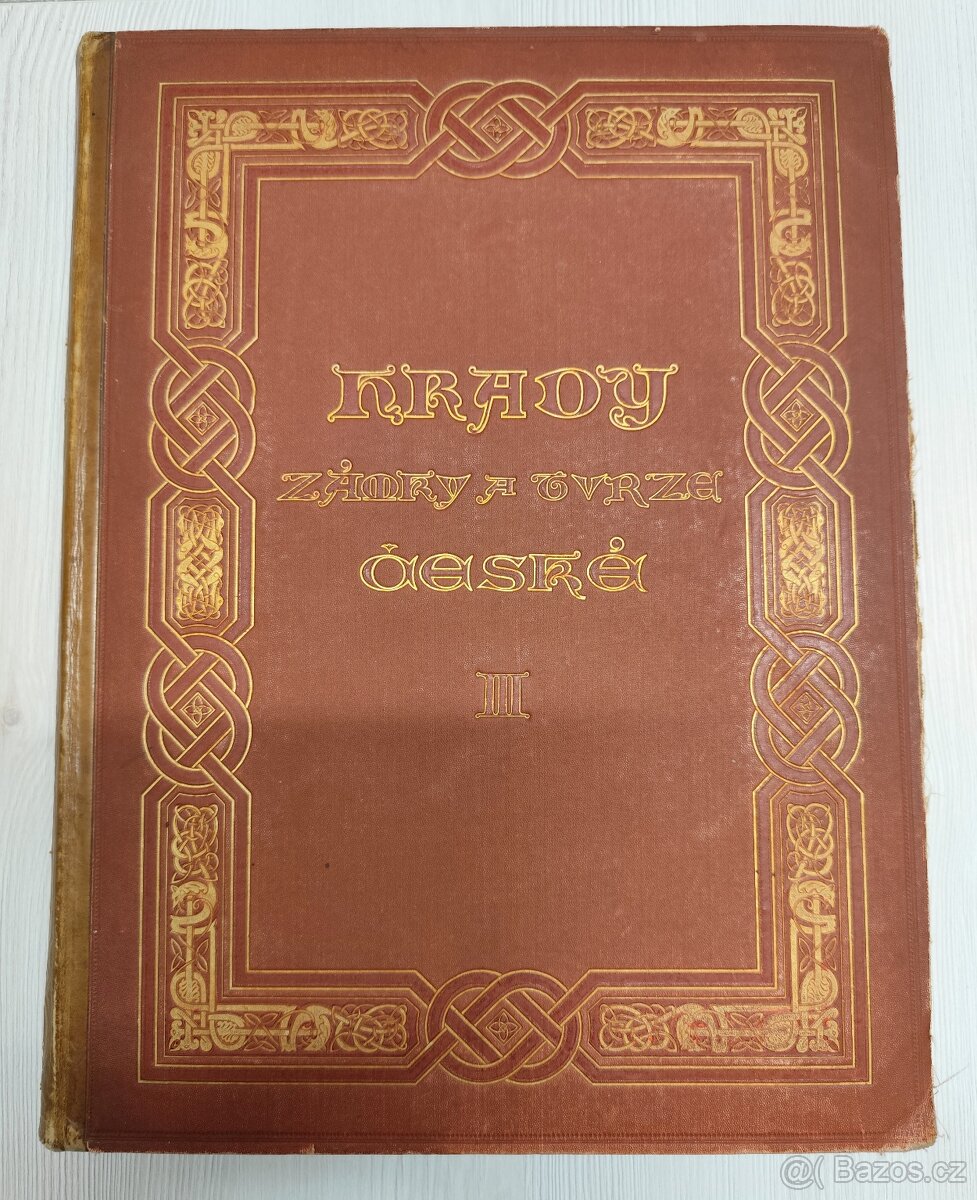 HRADY
ZÁMKY A TVRZE
ČESKÉ
III
@( Bazos.cz